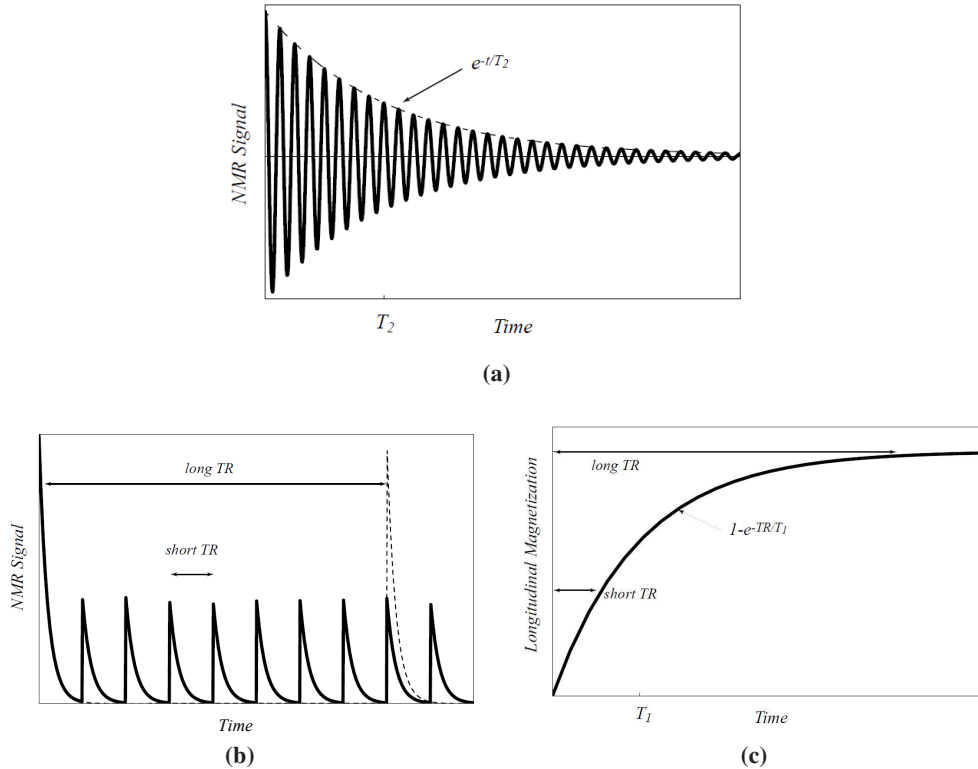 e-t/T2
NMR Signal
T2
Time
(a)
long TR
short TR
NMR Signal
Time
(b)
long TR
1-e-TR/T1
short TR
Longitudinal Magnetization
T1
Time
(c)